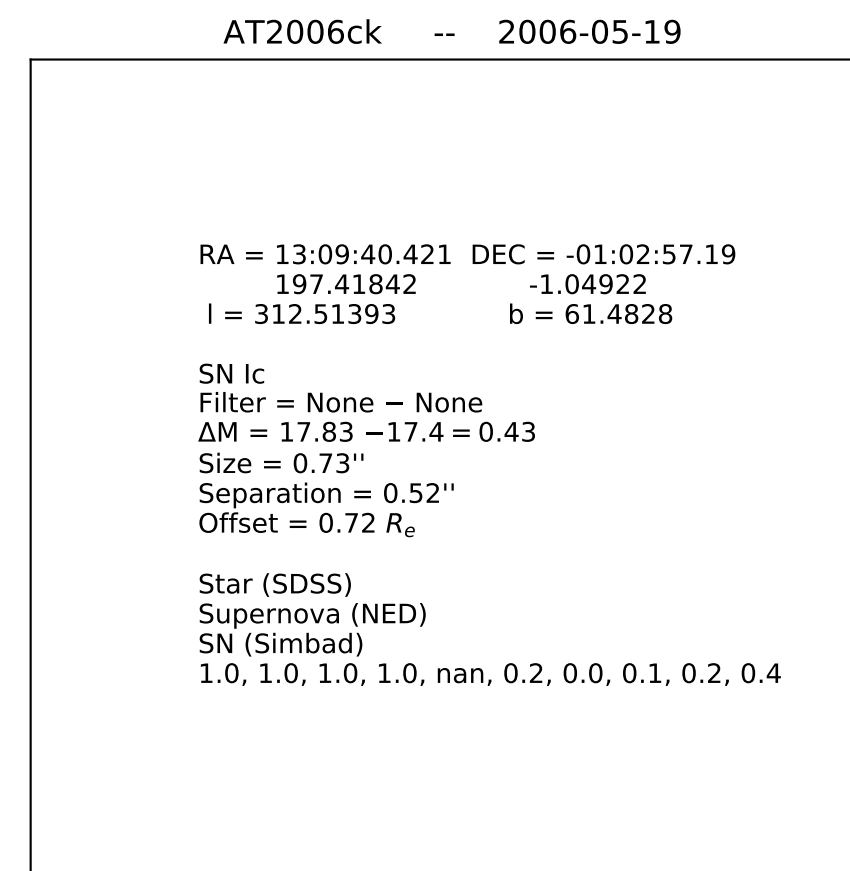 AT2006ck -- 2006-05-19
RA = 13:09:40.421 DEC = -01:02:57.19
197.41842 -1.04922
l = 312.51393 b = 61.4828
SN Ic
Filter = None − None
ΔM = 17.83 −17.4 = 0.43
Size = 0.73''
Separation = 0.52''
Offset = 0.72 Re
Star (SDSS)
Supernova (NED)
SN (Simbad)
1.0, 1.0, 1.0, 1.0, nan, 0.2, 0.0, 0.1, 0.2, 0.4